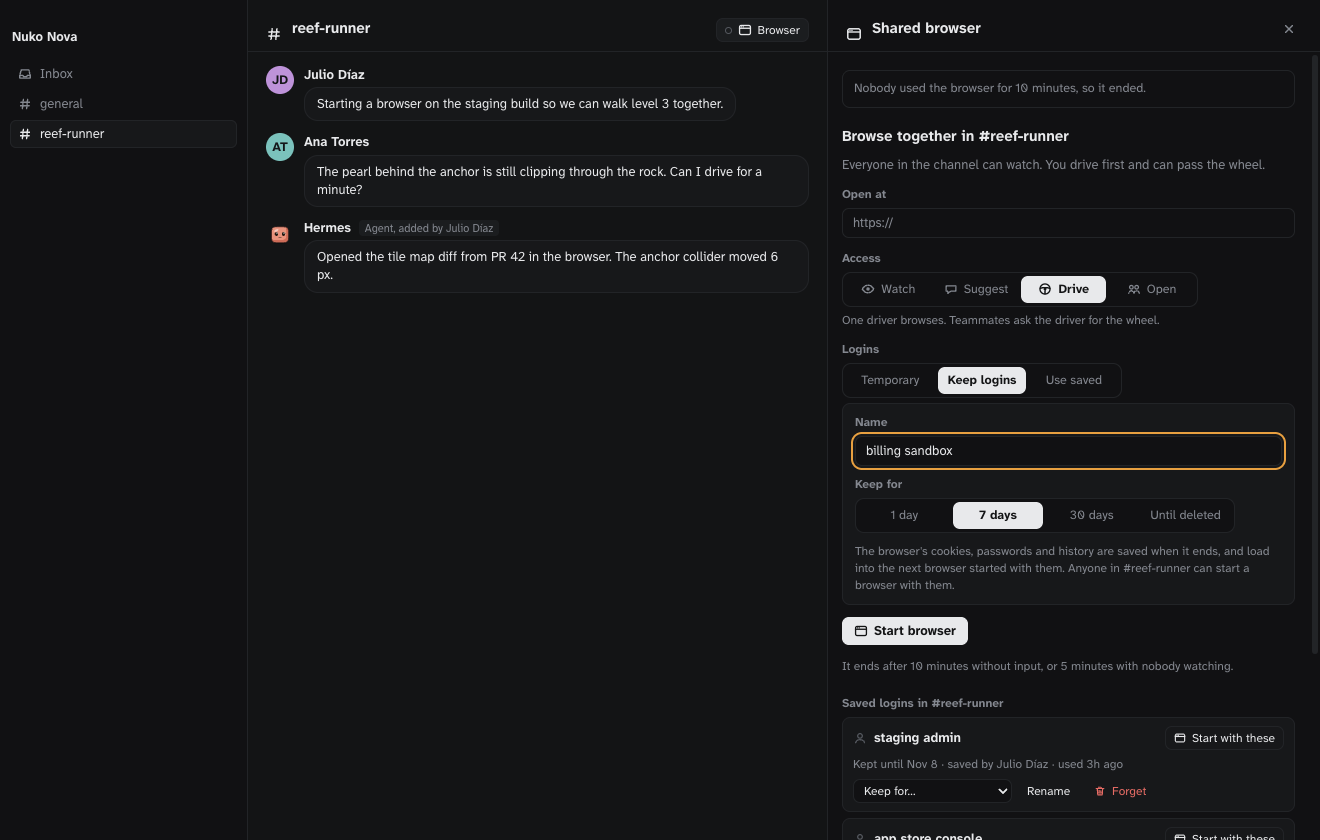 Nuko Nova
Inbox
# general
# reef-runner
# reef-runner
Browser
JD
Julio Díaz
Starting a browser on the staging build so we can walk level 3 together.
AT
Ana Torres
The pearl behind the anchor is still clipping through the rock. Can I drive for a
minute?
Hermes Agent, added by Julio Díaz
Opened the tile map diff from PR 42 in the browser. The anchor collider moved 6
px.
Shared browser
Nobody used the browser for 10 minutes, so it ended.
Browse together in #reef-runner
Everyone in the channel can watch. You drive first and can pass the wheel.
Open at
https://
Access
Watch Suggest Drive Open
One driver browses. Teammates ask the driver for the wheel.
Logins
Temporary Keep logins Use saved
Name
billing sandbox
Keep for
1 day 7 days 30 days Until deleted
The browser's cookies, passwords and history are saved when it ends, and load
into the next browser started with them. Anyone in #reef-runner can start a
browser with them.
Start browser
It ends after 10 minutes without input, or 5 minutes with nobody watching.
Saved logins in #reef-runner
staging admin Start with these
Kept until Nov 8 · saved by Julio Díaz · used 3h ago
Keep for... Rename Forget
app store console Start with these